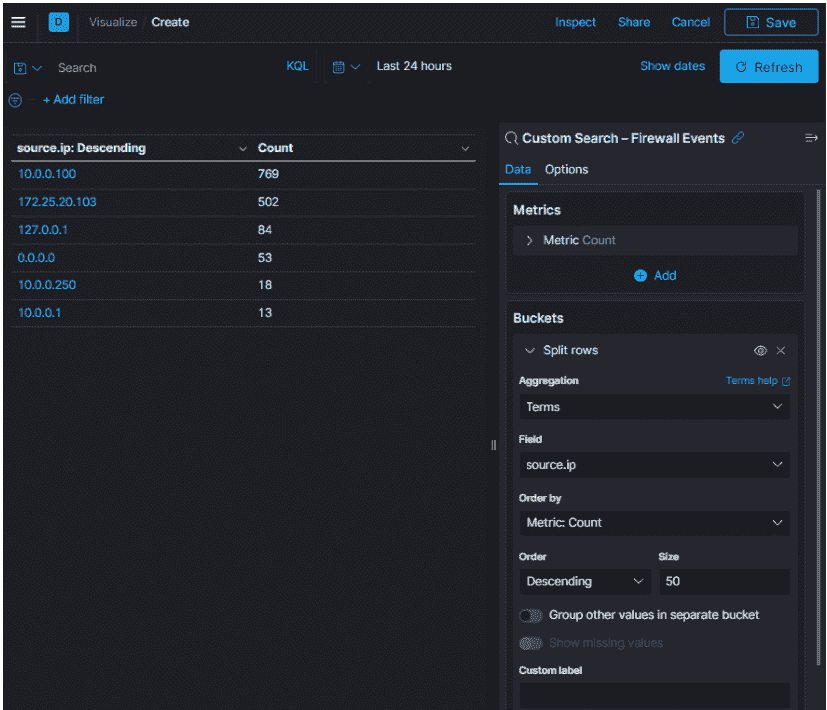 D Visualize / Create Inspect Share Cancel Save
Search KQL Last 24 hours Show dates Refresh
+ Add filter
source.ip: Descending Count
10.0.0.100 769
172.25.20.103 502
127.0.0.1 84
0.0.0.0 53
10.0.0.250 18
10.0.0.1 13
Custom Search – Firewall Events
Data Options
Metrics
Metric Count
Add
Buckets
Split rows
Aggregation Terms help
Terms
Field
source.ip
Order by
Metric: Count
Order Size
Descending 50
Group other values in separate bucket
Show missing values
Custom label